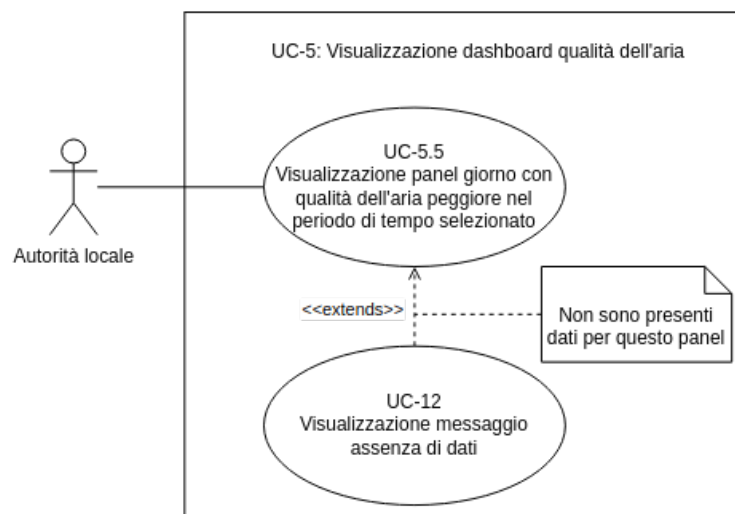 UC-5: Visualizzazione dashboard qualità dell'aria
UC-5.5
Visualizzazione panel giorno con
qualità dell'aria peggiore nel
periodo di tempo selezionato
Autorità locale
<<extends>>
Non sono presenti
dati per questo panel
UC-12
Visualizzazione messaggio
assenza di dati